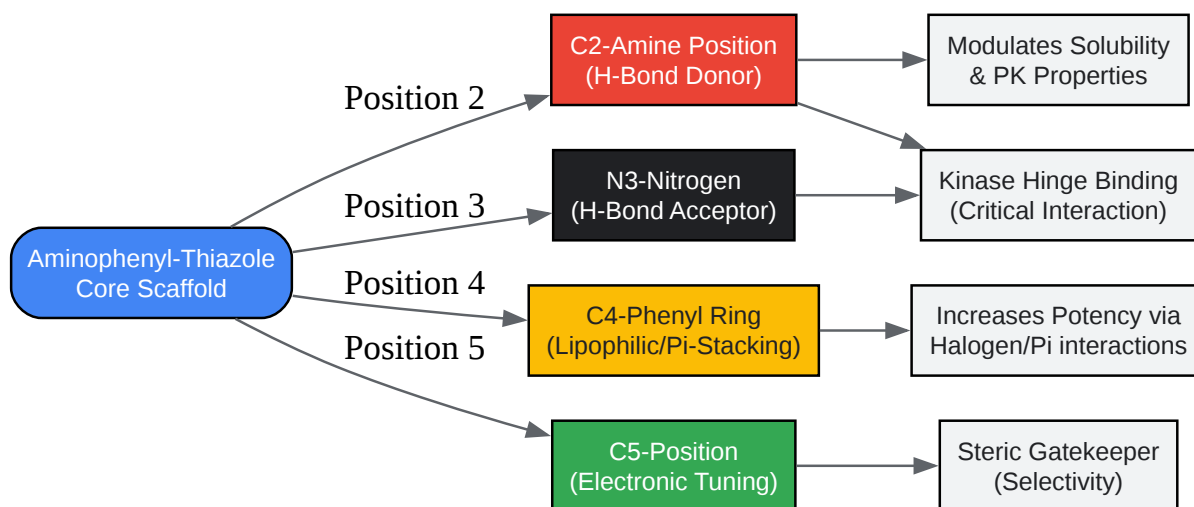 Aminophenyl-Thiazole
Core Scaffold
Position 2
Position 3
Position 4
Position 5
C2-Amine Position
(H-Bond Donor)
N3-Nitrogen
(H-Bond Acceptor)
C4-Phenyl Ring
(Lipophilic/Pi-Stacking)
C5-Position
(Electronic Tuning)
Modulates Solubility
& PK Properties
Kinase Hinge Binding
(Critical Interaction)
Increases Potency via
Halogen/Pi interactions
Steric Gatekeeper
(Selectivity)